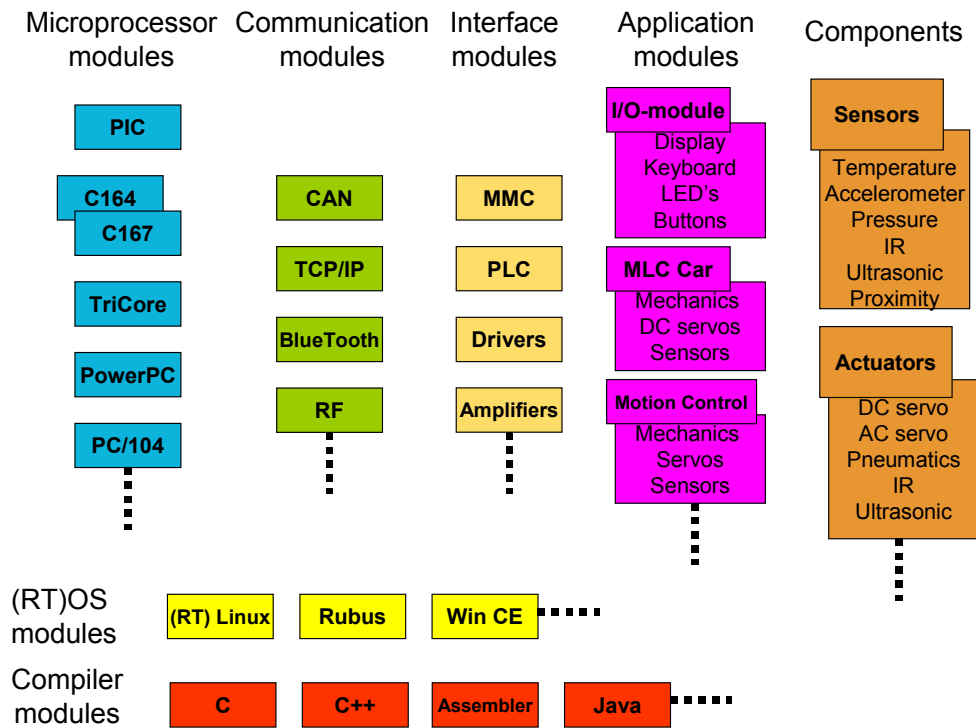 Microprocessor
modules
Communication
modules
Interface
modules
Application
modules
Components
PIC
C164
C167
TriCore
PowerPC
PC/104
CAN
TCP/IP
BlueTooth
RF
MMC
PLC
Drivers
Amplifiers
I/O-module
Display
Keyboard
LED's
Buttons
MLC Car
Mechanics
DC servos
Sensors
Motion Control
Mechanics
Servos
Sensors
Sensors
Temperature
Accelerometer
Pressure
IR
Ultrasonic
Proximity
Actuators
DC servo
AC servo
Pneumatics
IR
Ultrasonic
(RT)OS
modules
(RT) Linux
Rubus
Win CE
Compiler
modules
C
C++
Assembler
Java